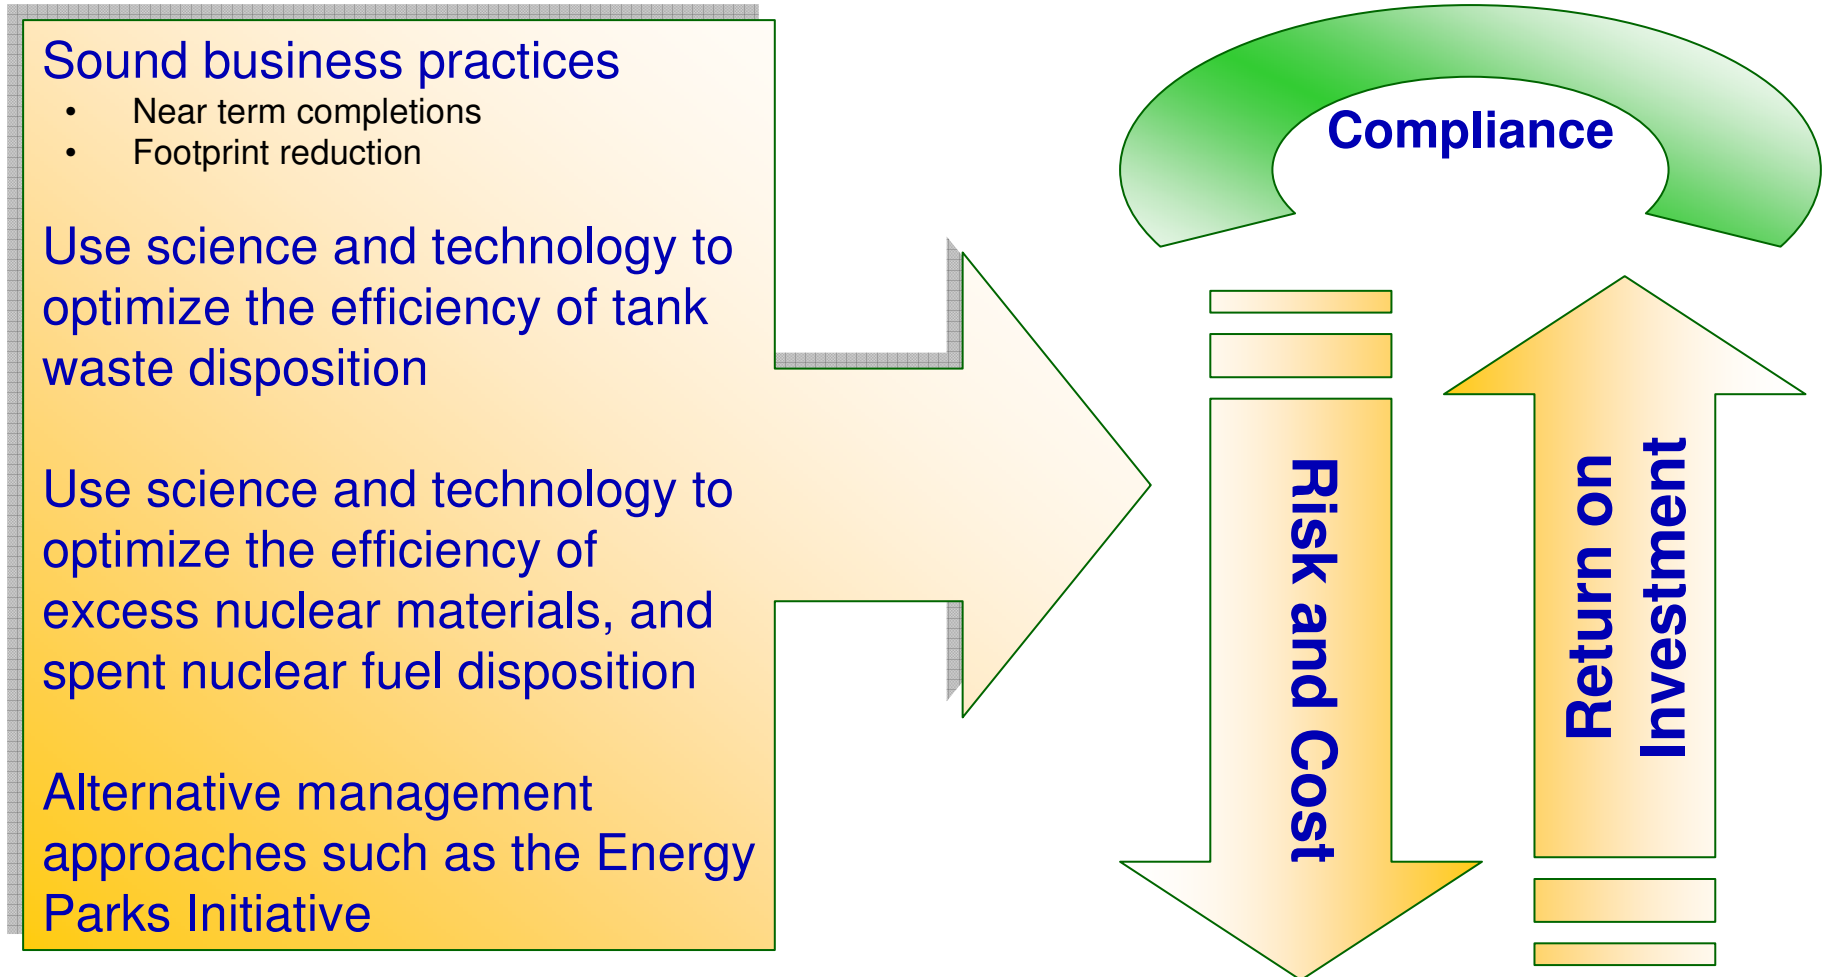 Sound business practices
• Near term completions
• Footprint reduction
Use science and technology to
optimize the efficiency of tank
waste disposition
Use science and technology to
optimize the efficiency of
excess nuclear materials, and
spent nuclear fuel disposition
Alternative management
approaches such as the Energy
Parks Initiative
Compliance
Risk and Cost
Return on
Investment